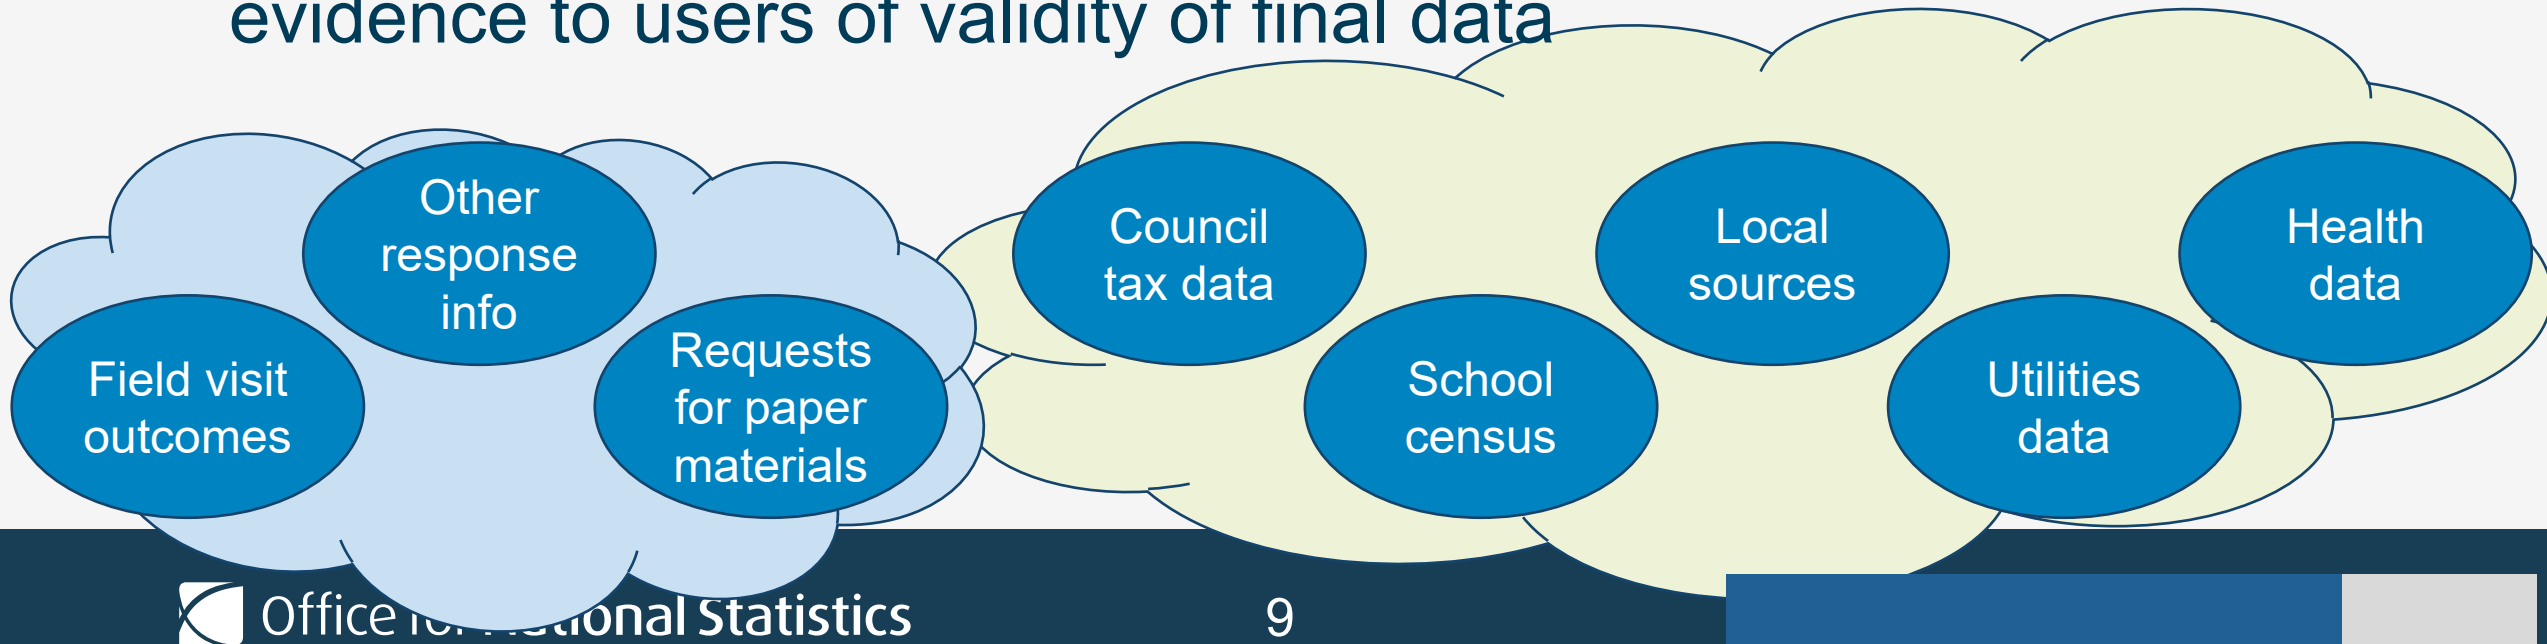 evidence to users of validity of final data
Other
response
info
Field visit
outcomes
Requests
for paper
materials
Council
tax data
School
census
Local
sources
Utilities
data
Health
data
Office for National Statistics
9